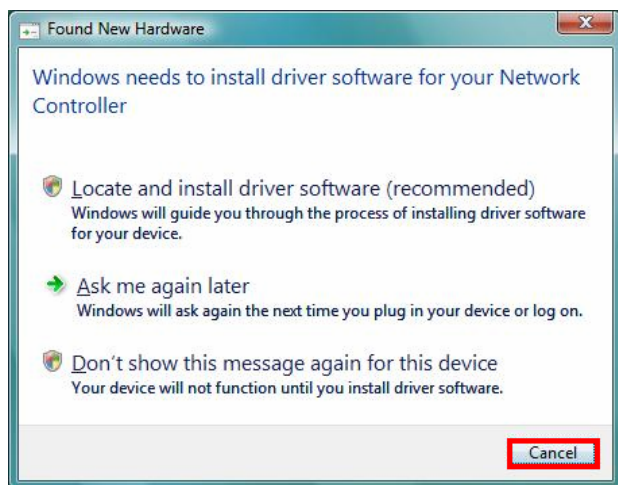 Found New Hardware
Windows needs to install driver software for your Network
Controller
Locate and install driver software (recommended)
Windows will guide you through the process of installing driver software
for your device.
Ask me again later
Windows will ask again the next time you plug in your device or log on.
Don't show this message again for this device
Your device will not function until you install driver software.
Cancel